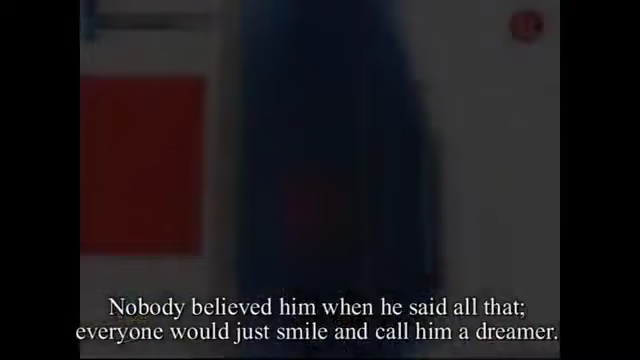 Nobody believed him when he said all that;
everyone would just smile and call him a dreamer.